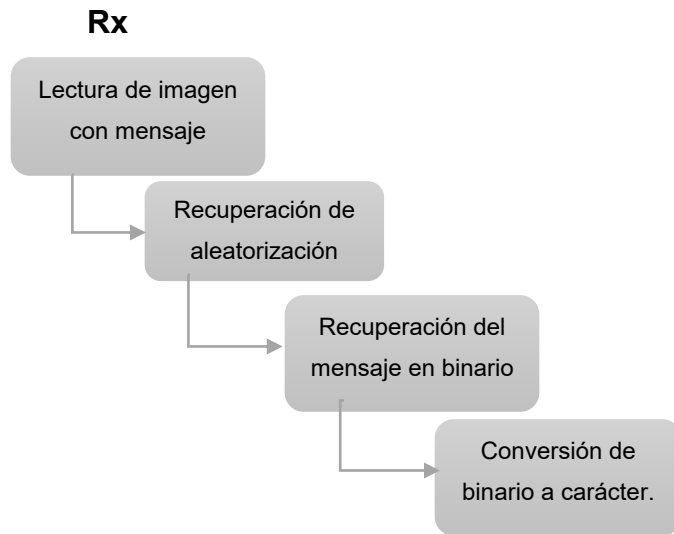 Rx
Lectura de imagen
con mensaje
Recuperación de
aleatorización
Recuperación del
mensaje en binario
Conversión de
binario a carácter.